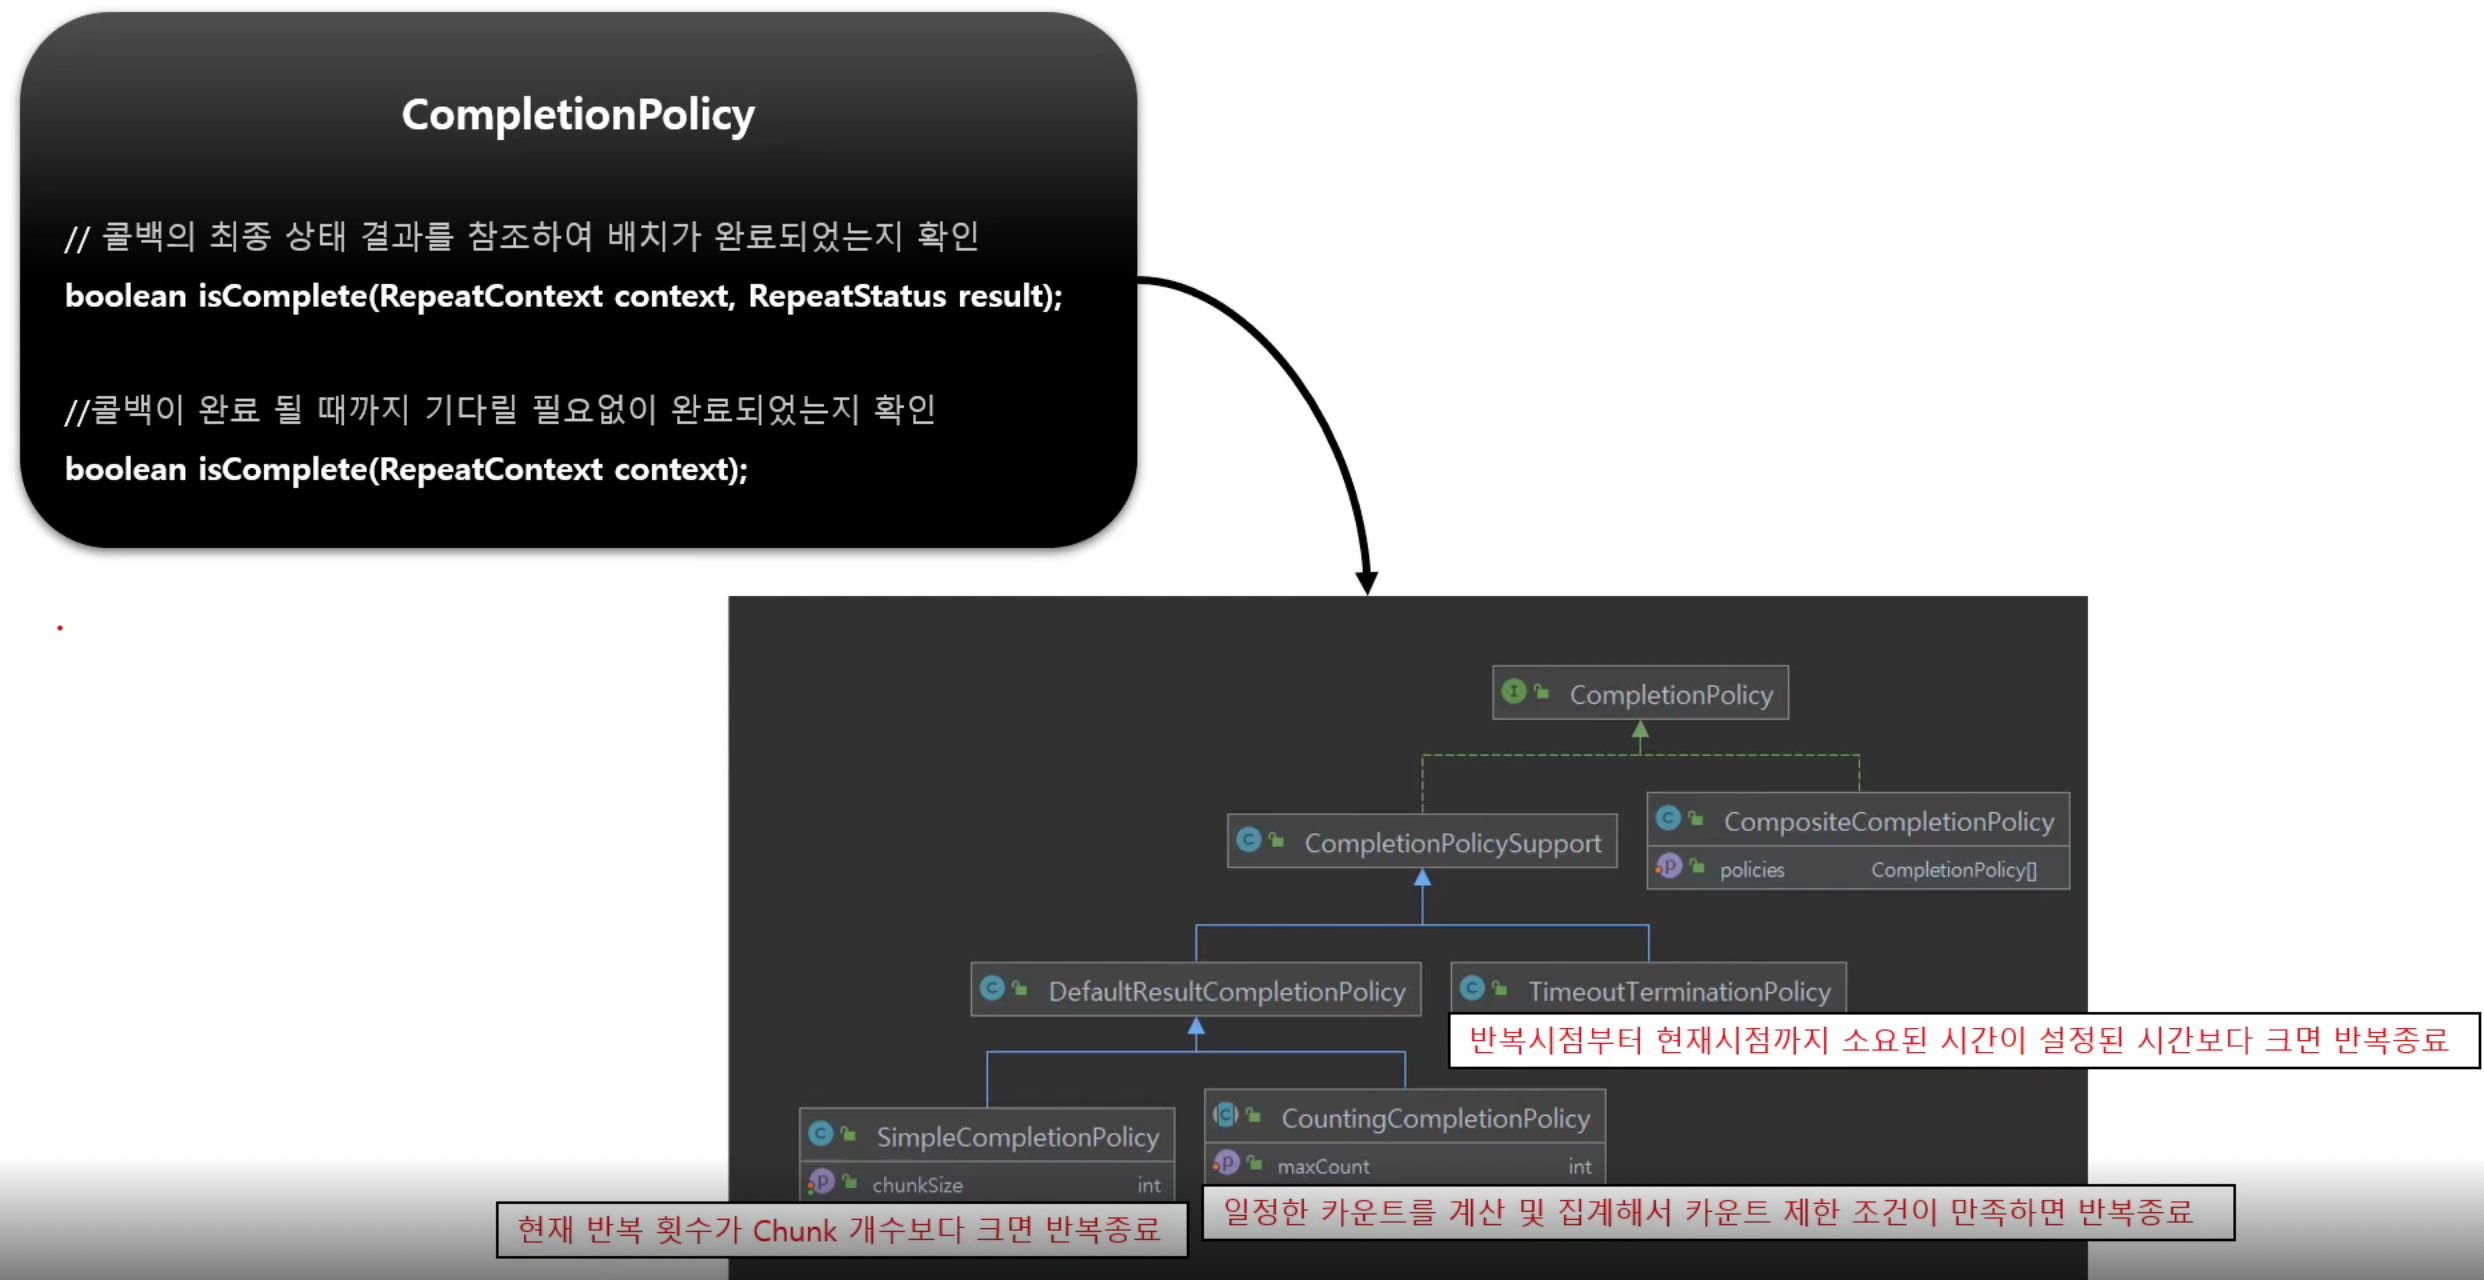 CompletionPolicy
// 콜백의 최종 상태 결과를 참조하여 배치가 완료되었는지 확인
boolean isComplete(RepeatContext context, RepeatStatus result);
//콜백이 완료 될 때까지 기다릴 필요없이 완료되었는지 확인
boolean isComplete(RepeatContext context);
CompletionPolicy
CompletionPolicySupport
CompositeCompletionPolicy
policies CompletionPolicy[]
DefaultResultCompletionPolicy
TimeoutTerminationPolicy
반복시점부터 현재시점까지 소요된 시간이 설정된 시간보다 크면 반복종료
SimpleCompletionPolicy
chunkSize int
CountingCompletionPolicy
maxCount int
현재 반복 횟수가 Chunk 개수보다 크면 반복종료
일정한 카운트를 계산 및 집계해서 카운트 제한 조건이 만족하면 반복종료